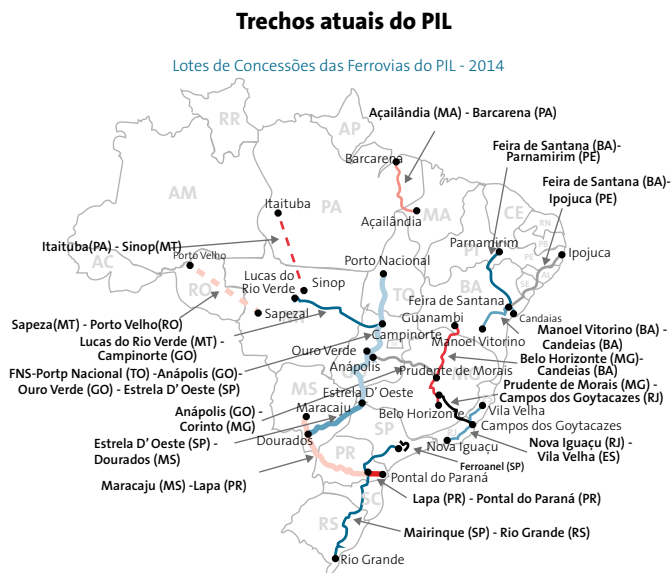 Trechos atuais do PIL
Lotes de Concessões das Ferrovias do PIL - 2014
Açailândia (MA) - Barcarena (PA)
RR
AP
Feira de Santana (BA)-
Parnamirim (PE)
Barcarena
Feira de Santana (BA)-
Ipojuca (PE)
AM
PA
Itaituba
MA
CE
RN
Açailândia
PB
Itaituba(PA) - Sinop(MT)
Parnamirim
PI
PE
Ipojuca
AC
Porto Velho
Porto Nacional
AL
SE
RO
Lucas do
Rio Verde
Sinop
TO
BA
Feira de Santana
Sapezal
Guanambi
Candaias
Sapeza(MT) - Porto Velho(RO)
Campinorte
Manoel Vitorino
Manoel Vitorino (BA) -
Candeias (BA)
Lucas do Rio Verde (MT) -
Campinorte (GO)
Ouro Verde
Belo Horizonte (MG)-
Candeias (BA)
FNS-Portp Nacional (TO) -Anápolis (GO)-
Ouro Verde (GO) - Estrela D’ Oeste (SP)
Anápolis
Prudente de Morais
MG
Prudente de Morais (MG) -
Campos dos Goytacazes (RJ)
MS
Estrela D’ Oeste
Anápolis (GO) -
Corinto (MG)
Maracaju
Belo Horizonte
Vila Velha
SP
Campos dos Goytacazes
Estrela D’ Oeste (SP) -
Dourados (MS)
Dourados
RJ
Nova Iguaçu
Nova Iguaçu (RJ) -
Vila Velha (ES)
PR
Ferroanel (SP)
Maracaju (MS) -Lapa (PR)
Pontal do Paraná
Lapa (PR) - Pontal do Paraná (PR)
SC
RS
Mairinque (SP) - Rio Grande (RS)
Rio Grande